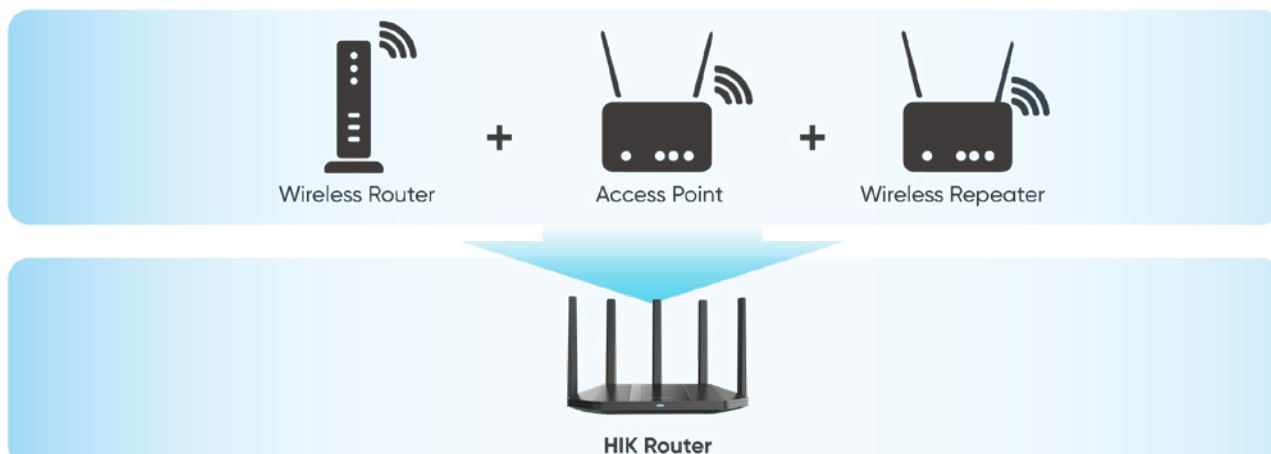 Wireless Router
+
Access Point
+
Wireless Repeater
HIK Router